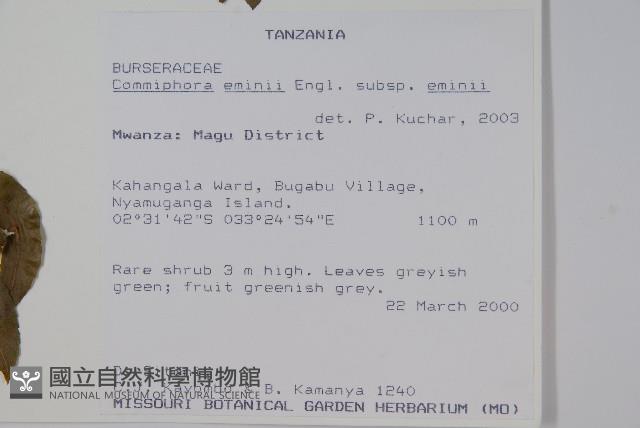 TANZANIA
BURSERACEAE
Commiphora eminii Engl. subsp. eminii
det. P. Kuchar, 2003
Mwanza: Magu District
Kahangala Ward, Bugabu Village,
Nyamuganga Island.
02°31'42"S 033°24'54"E 1100 m
Rare shrub 3 m high. Leaves greyish
green; fruit greenish grey.
22 March 2000
& B. Kamanya 1240
MISSOURI BOTANICAL GARDEN HERBARIUM (MO)
國立自然科學博物館
NATIONAL MUSEUM OF NATURAL SCIENCE